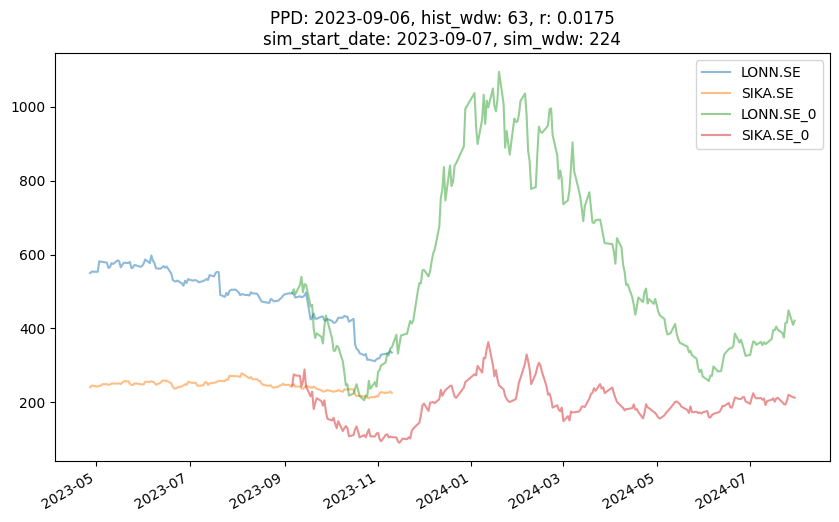 PPD: 2023-09-06, hist_wdw: 63, r: 0.0175
sim_start_date: 2023-09-07, sim_wdw: 224
LONN.SE
SIKA.SE
LONN.SE_0
SIKA.SE_0
1000
800
600
400
200
2023-05
2023-07
2023-09
2023-11
2024-01
2024-03
2024-05
2024-07